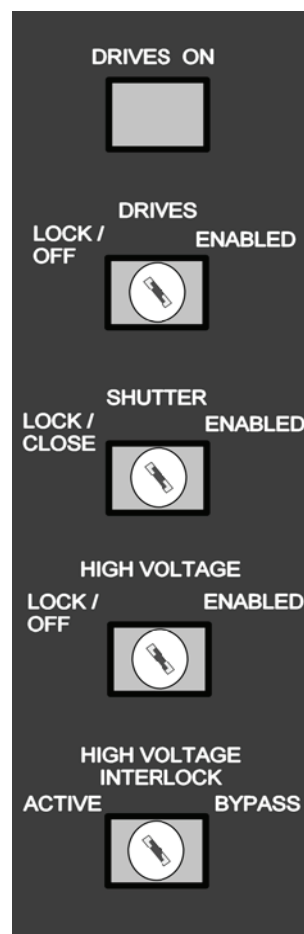 DRIVES ON
DRIVES
LOCK / ENABLED
OFF
SHUTTER
LOCK / ENABLED
CLOSE
HIGH VOLTAGE
LOCK / ENABLED
OFF
HIGH VOLTAGE
INTERLOCK
ACTIVE BYPASS